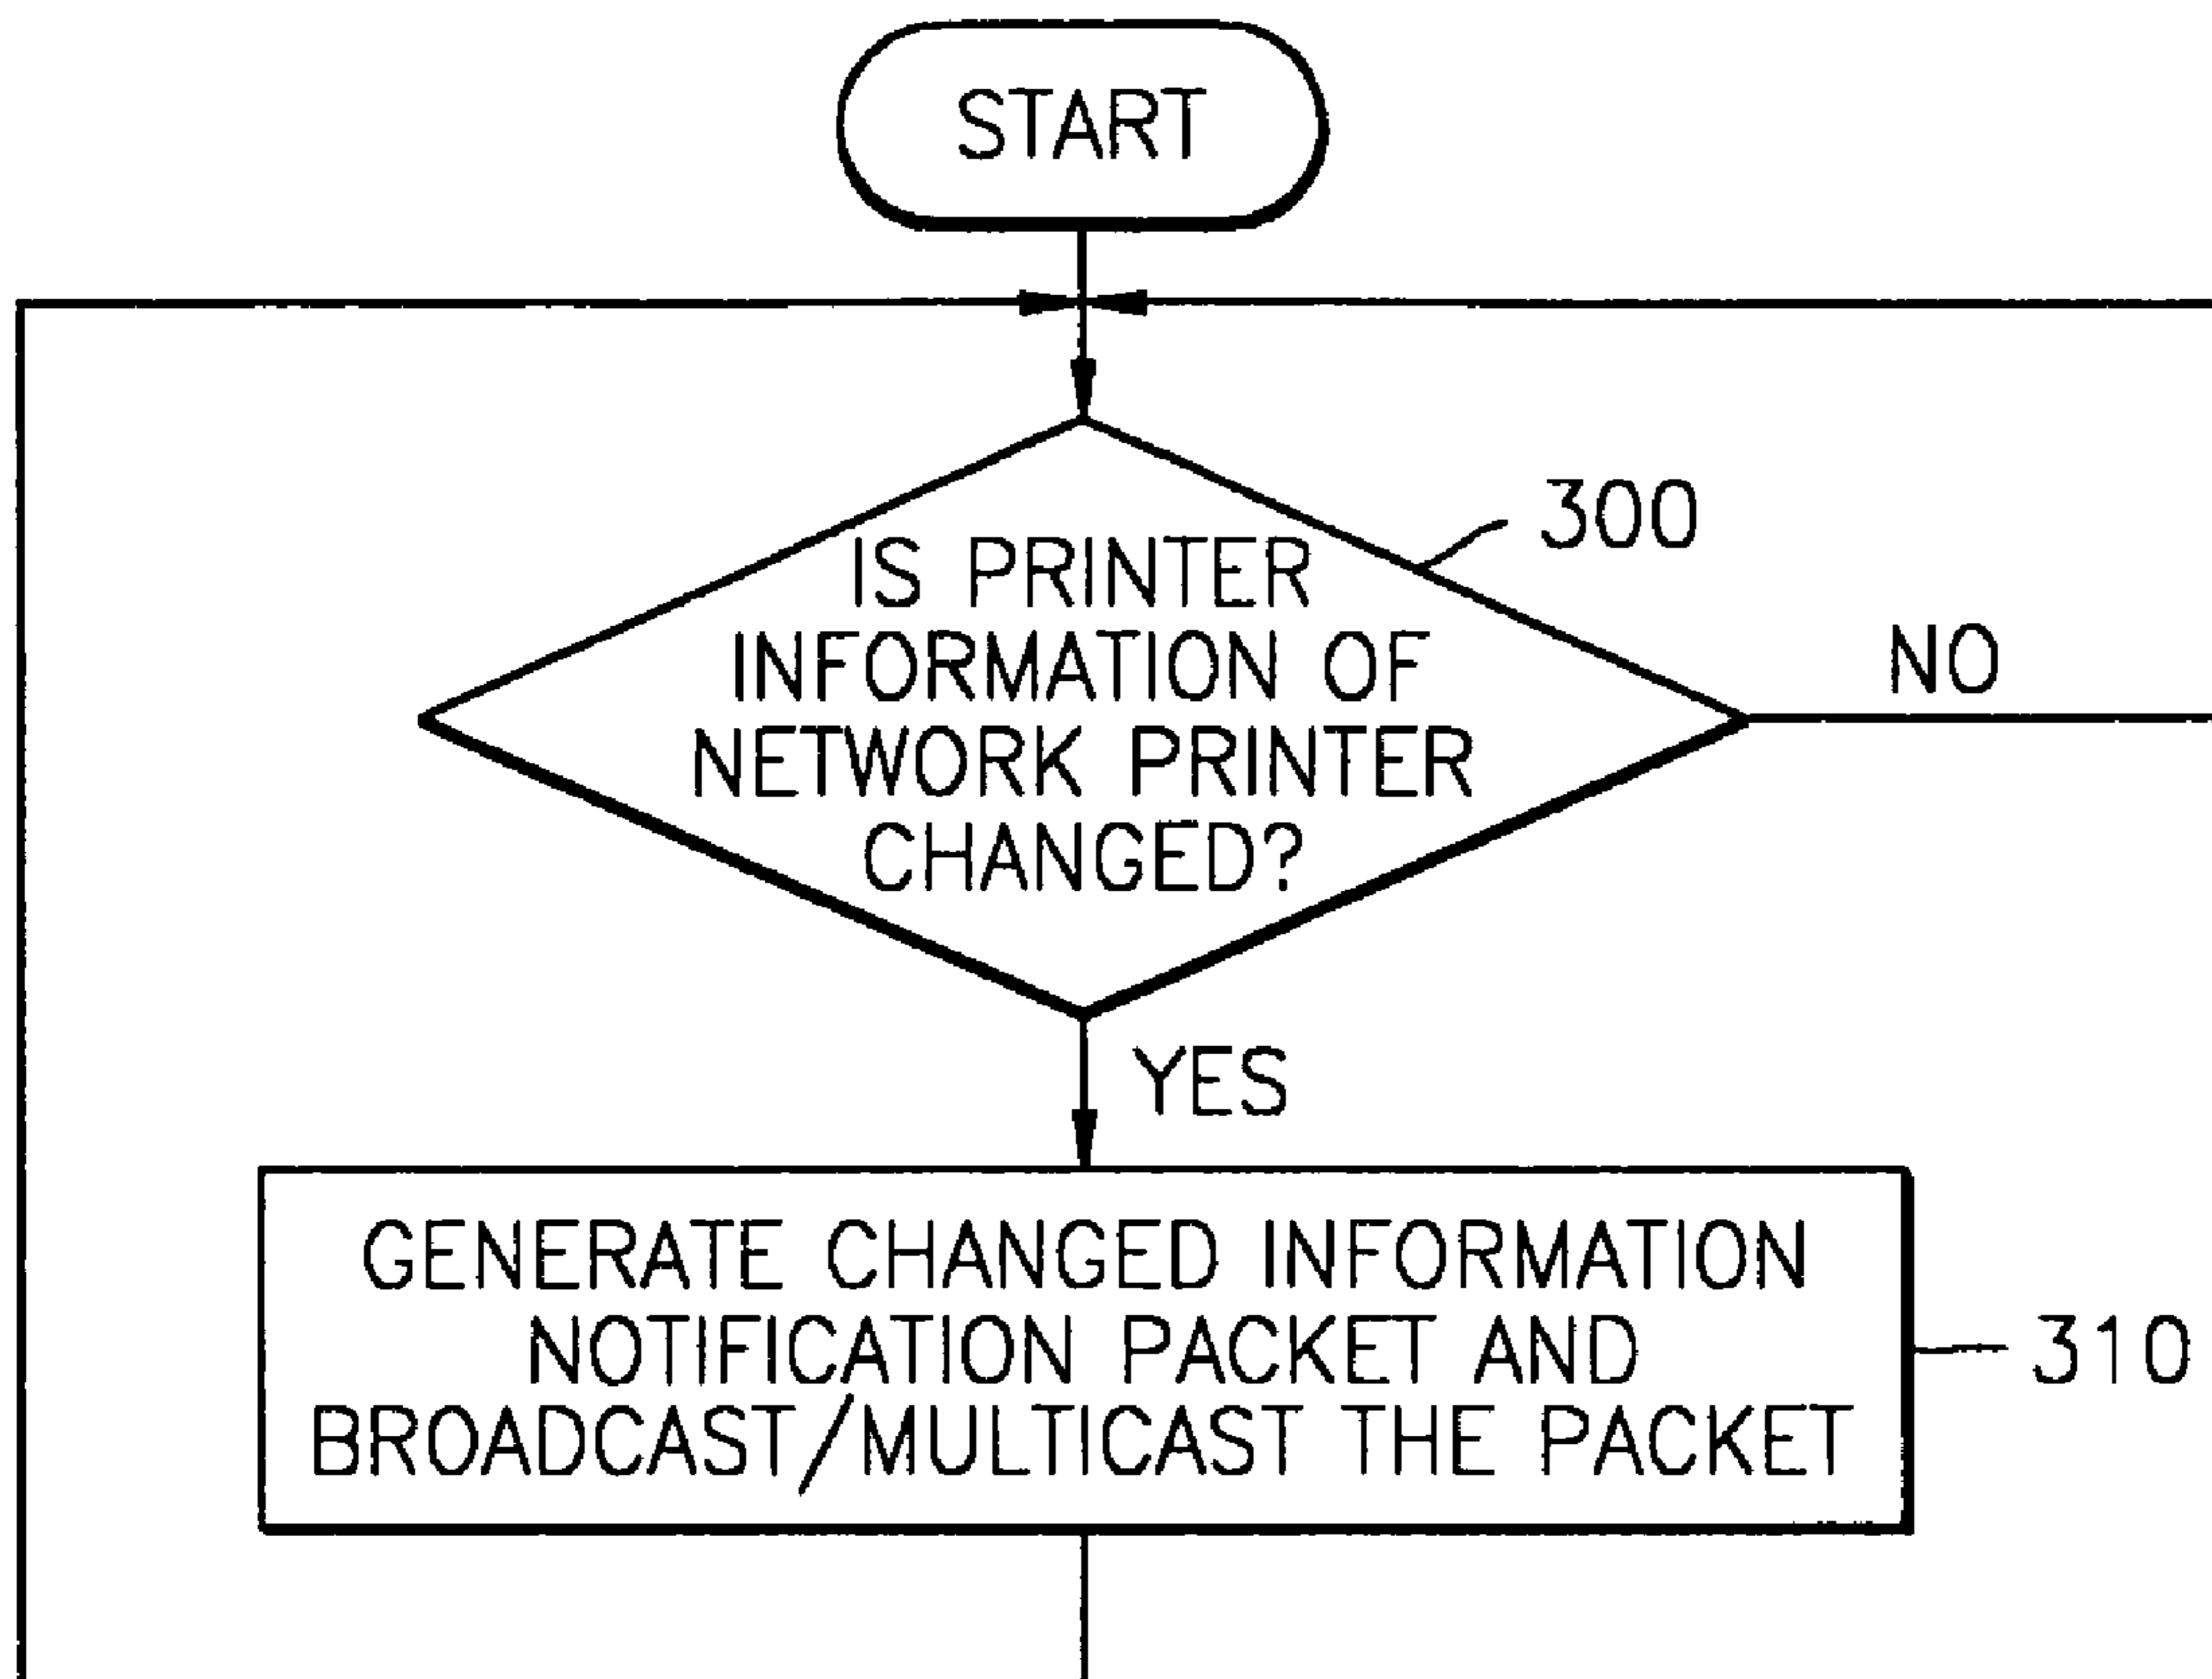 START
300
IS PRINTER
INFORMATION OF
NETWORK PRINTER
CHANGED?
NO
YES
GENERATE CHANGED INFORMATION
NOTIFICATION PACKET AND
BROADCAST/MULTICAST THE PACKET
310